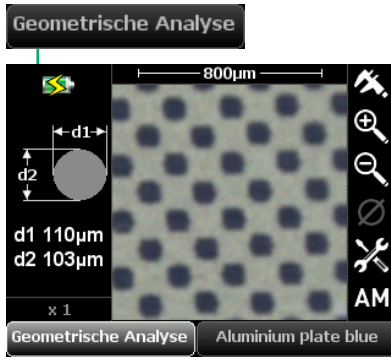 Geometrische Analyse
800µm
d1
d2
d1 110µm
d2 103µm
x 1
AM
Geometrische Analyse
Aluminium plate blue